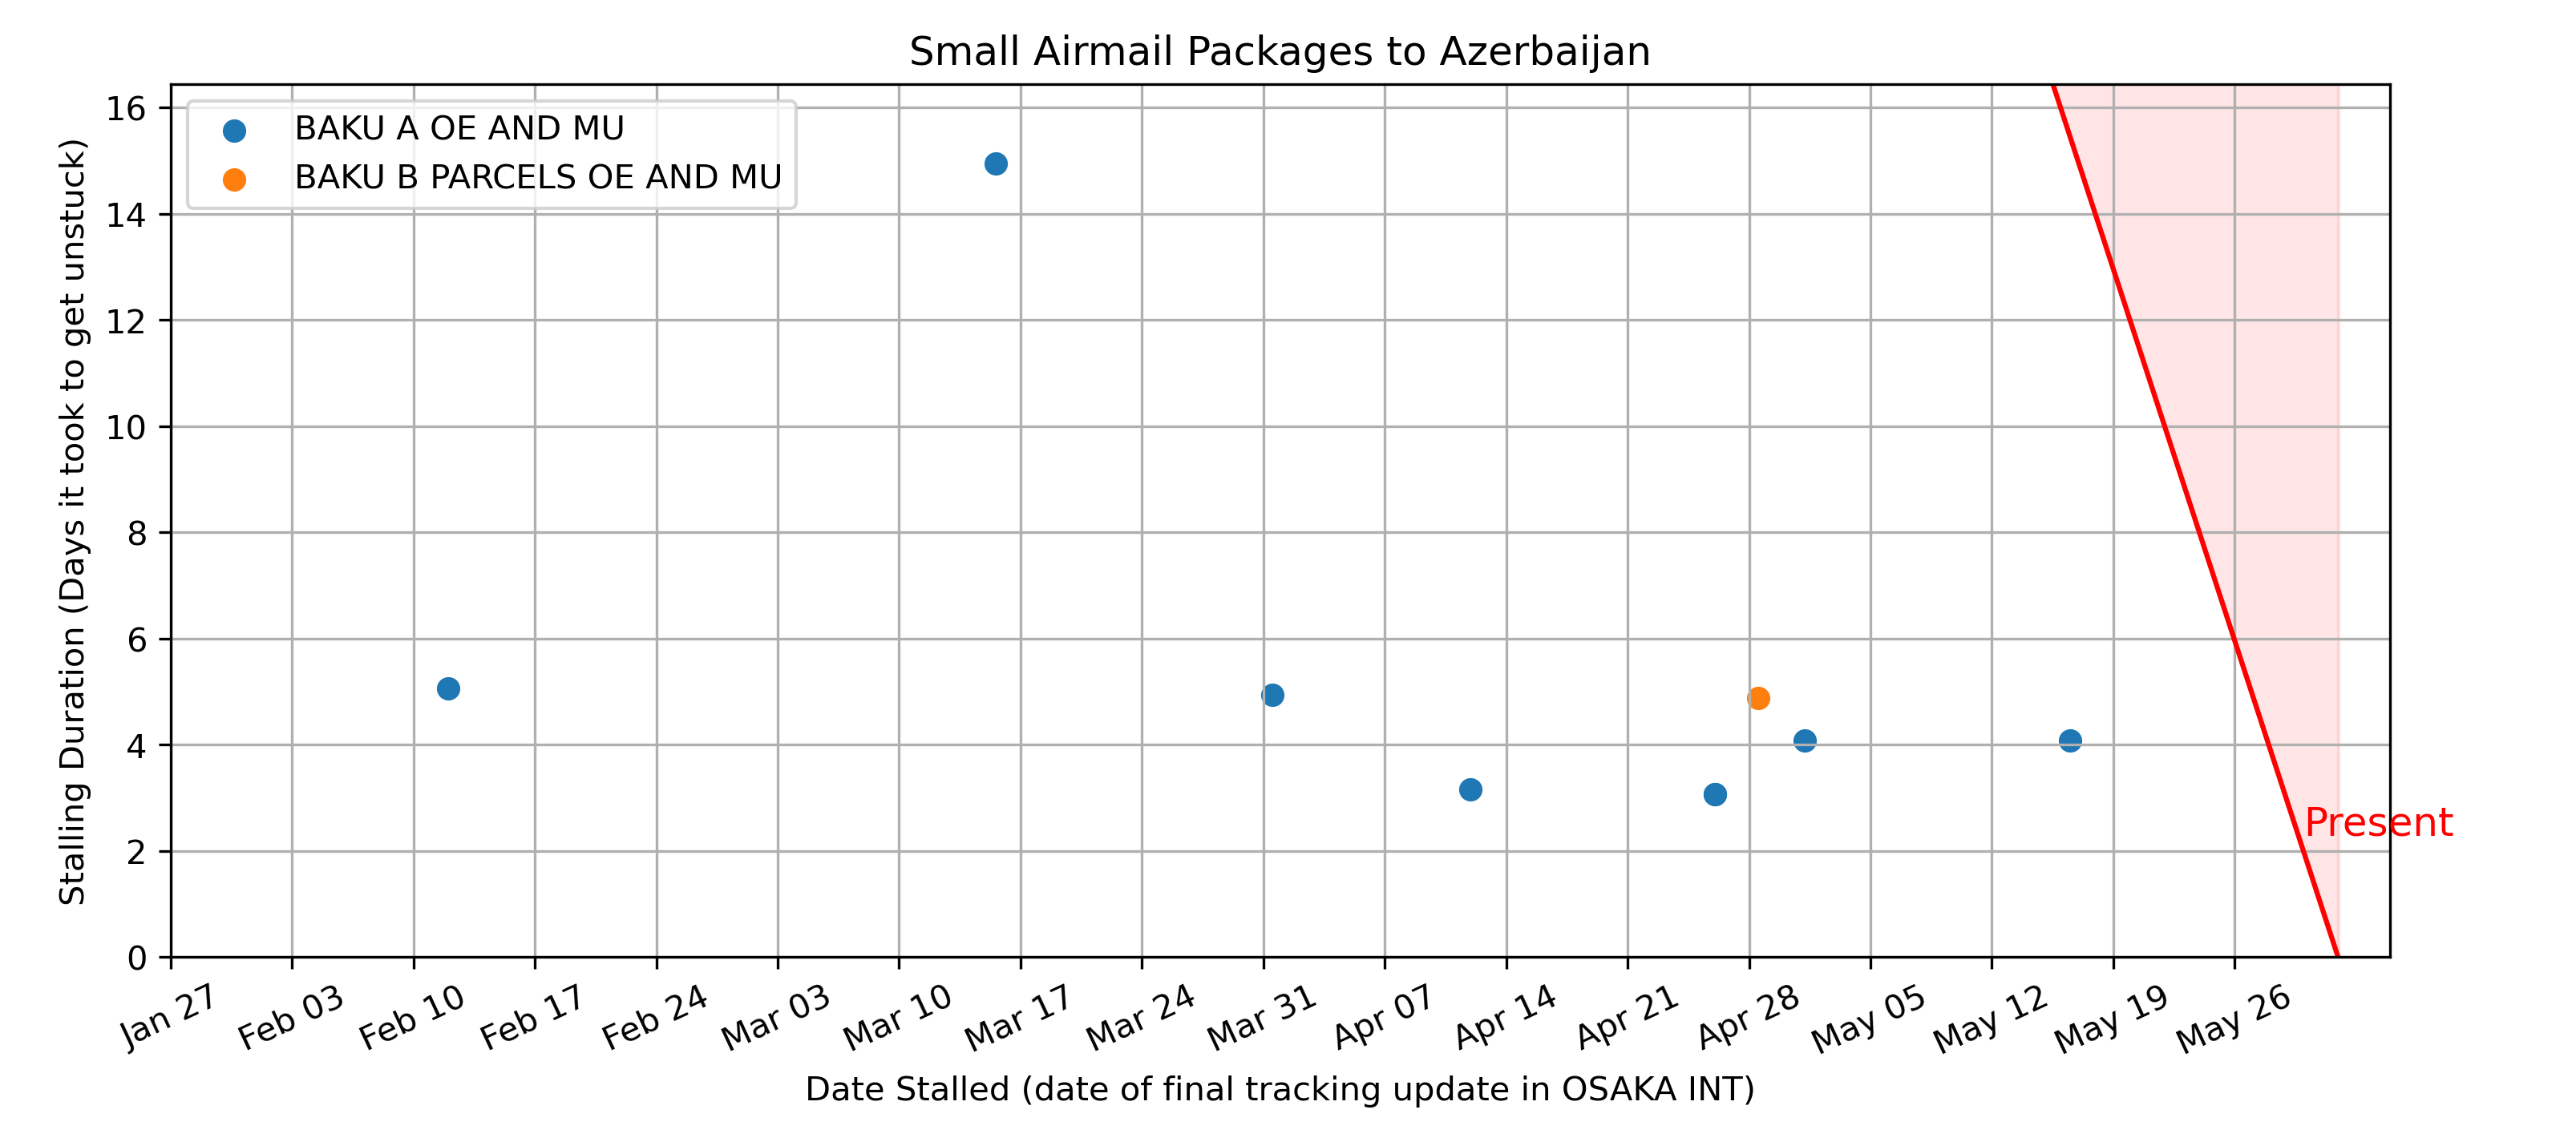 Small Airmail Packages to Azerbaijan
BAKU A OE AND MU
BAKU B PARCELS OE AND MU
Stalling Duration (Days it took to get unstuck)
16
14
12
10
8
6
4
2
0
Present
Jan 27
Feb 03
Feb 10
Feb 17
Feb 24
Mar 03
Mar 10
Mar 17
Mar 24
Mar 31
Apr 07
Apr 14
Apr 21
Apr 28
May 05
May 12
May 19
May 26
Date Stalled (date of final tracking update in OSAKA INT)